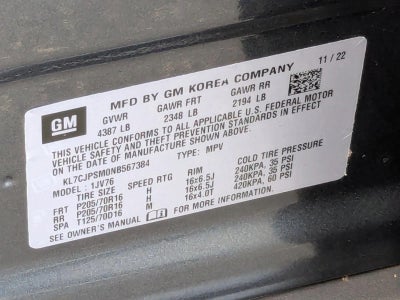 GM
MFD BY GM KOREA COMPANY 11/22
GVWR GAWR FRT GAWR RR
4387 LB 2348 LB 2194 LB
THIS VEHICLE CONFORMS TO ALL APPLICABLE U.S. FEDERAL MOTOR
VEHICLE SAFETY AND THEFT PREVENTION STANDARDS IN EFFECT
ON THE DATE OF MANUFACTURE SHOWN ABOVE.
KL7CJPSM0NB567384 TYPE: MPV
MODEL: 1JV76
TIRE SIZE SPEED RTG RIM COLD TIRE PRESSURE
FRT P205/70R16 H 16x6.5J 240KPA, 35 PSI
RR P205/70R16 H 16x6.5J 240KPA, 35 PSI
SPA T125/70D16 M 16x4.0T 420KPA, 60 PSI
SEE OWNER'S MANUAL FOR MORE INFORMATION.